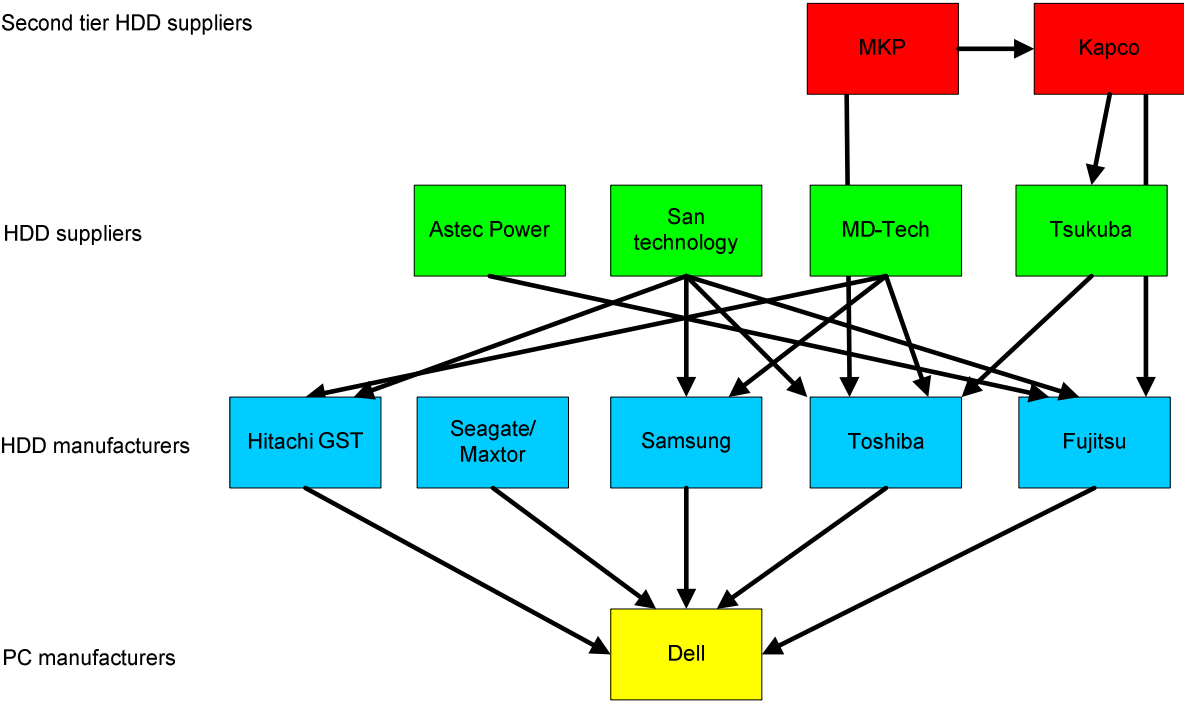 Second tier HDD suppliers
MKP
Kapco
HDD suppliers
Astec Power
San
technology
MD-Tech
Tsukuba
HDD manufacturers
Hitachi GST
Seagate/
Maxtor
Samsung
Toshiba
Fujitsu
PC manufacturers
Dell